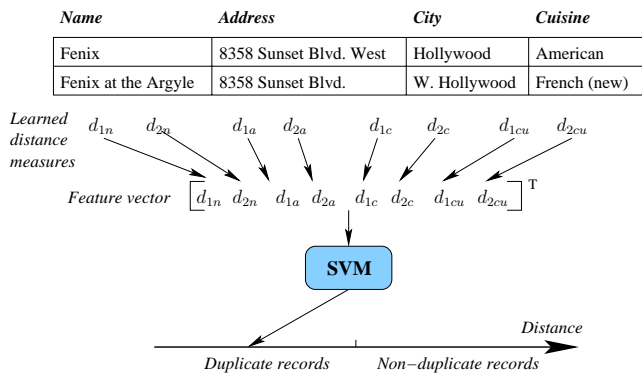 Name Address City Cuisine
Fenix 8358 Sunset Blvd. West Hollywood American
Fenix at the Argyle 8358 Sunset Blvd. W. Hollywood French (new)
Learned distance measures d1n d2n d1a d2a d1c d2c d1cu d2cu
Feature vector [d1n d2n d1a d2a d1c d2c d1cu d2cu]T
SVM
Distance
Duplicate records Non−duplicate records